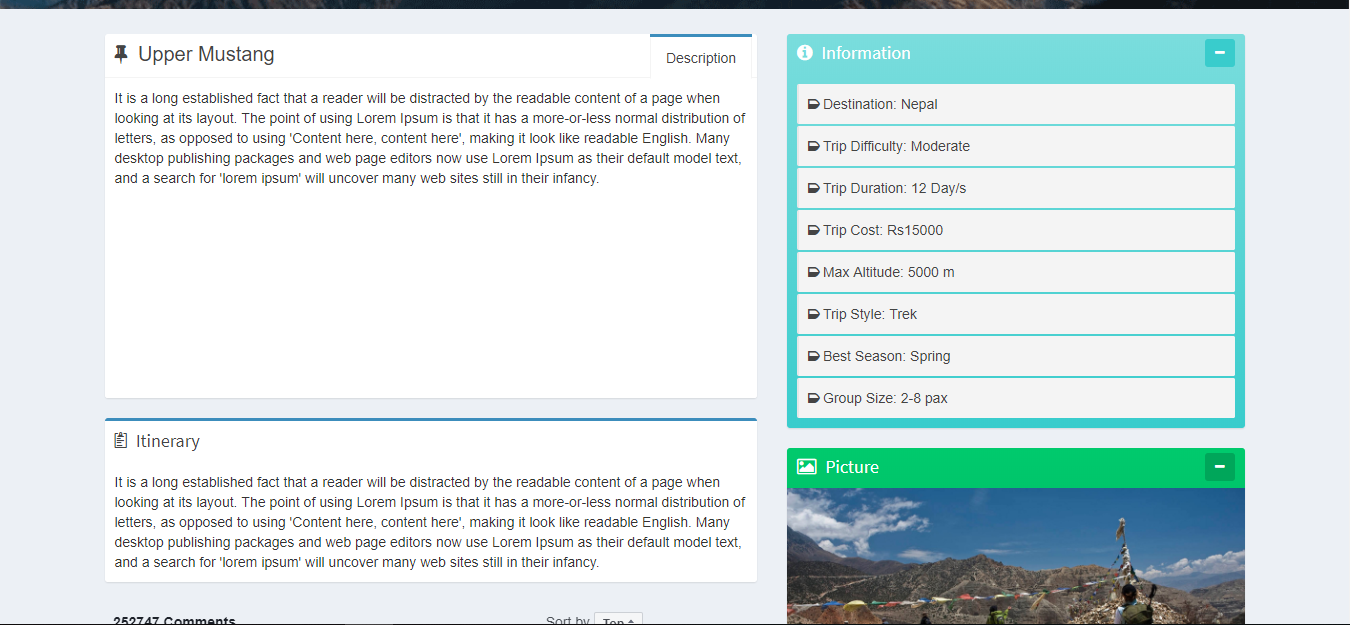 Upper Mustang
Description
It is a long established fact that a reader will be distracted by the readable content of a page when
looking at its layout. The point of using Lorem Ipsum is that it has a more-or-less normal distribution of
letters, as opposed to using 'Content here, content here', making it look like readable English. Many
desktop publishing packages and web page editors now use Lorem Ipsum as their default model text,
and a search for 'lorem ipsum' will uncover many web sites still in their infancy.
Itinerary
It is a long established fact that a reader will be distracted by the readable content of a page when
looking at its layout. The point of using Lorem Ipsum is that it has a more-or-less normal distribution of
letters, as opposed to using 'Content here, content here', making it look like readable English. Many
desktop publishing packages and web page editors now use Lorem Ipsum as their default model text,
and a search for 'lorem ipsum' will uncover many web sites still in their infancy.
252747 Comments
Sort by Top
Information
Destination: Nepal
Trip Difficulty: Moderate
Trip Duration: 12 Day/s
Trip Cost: Rs15000
Max Altitude: 5000 m
Trip Style: Trek
Best Season: Spring
Group Size: 2-8 pax
Picture